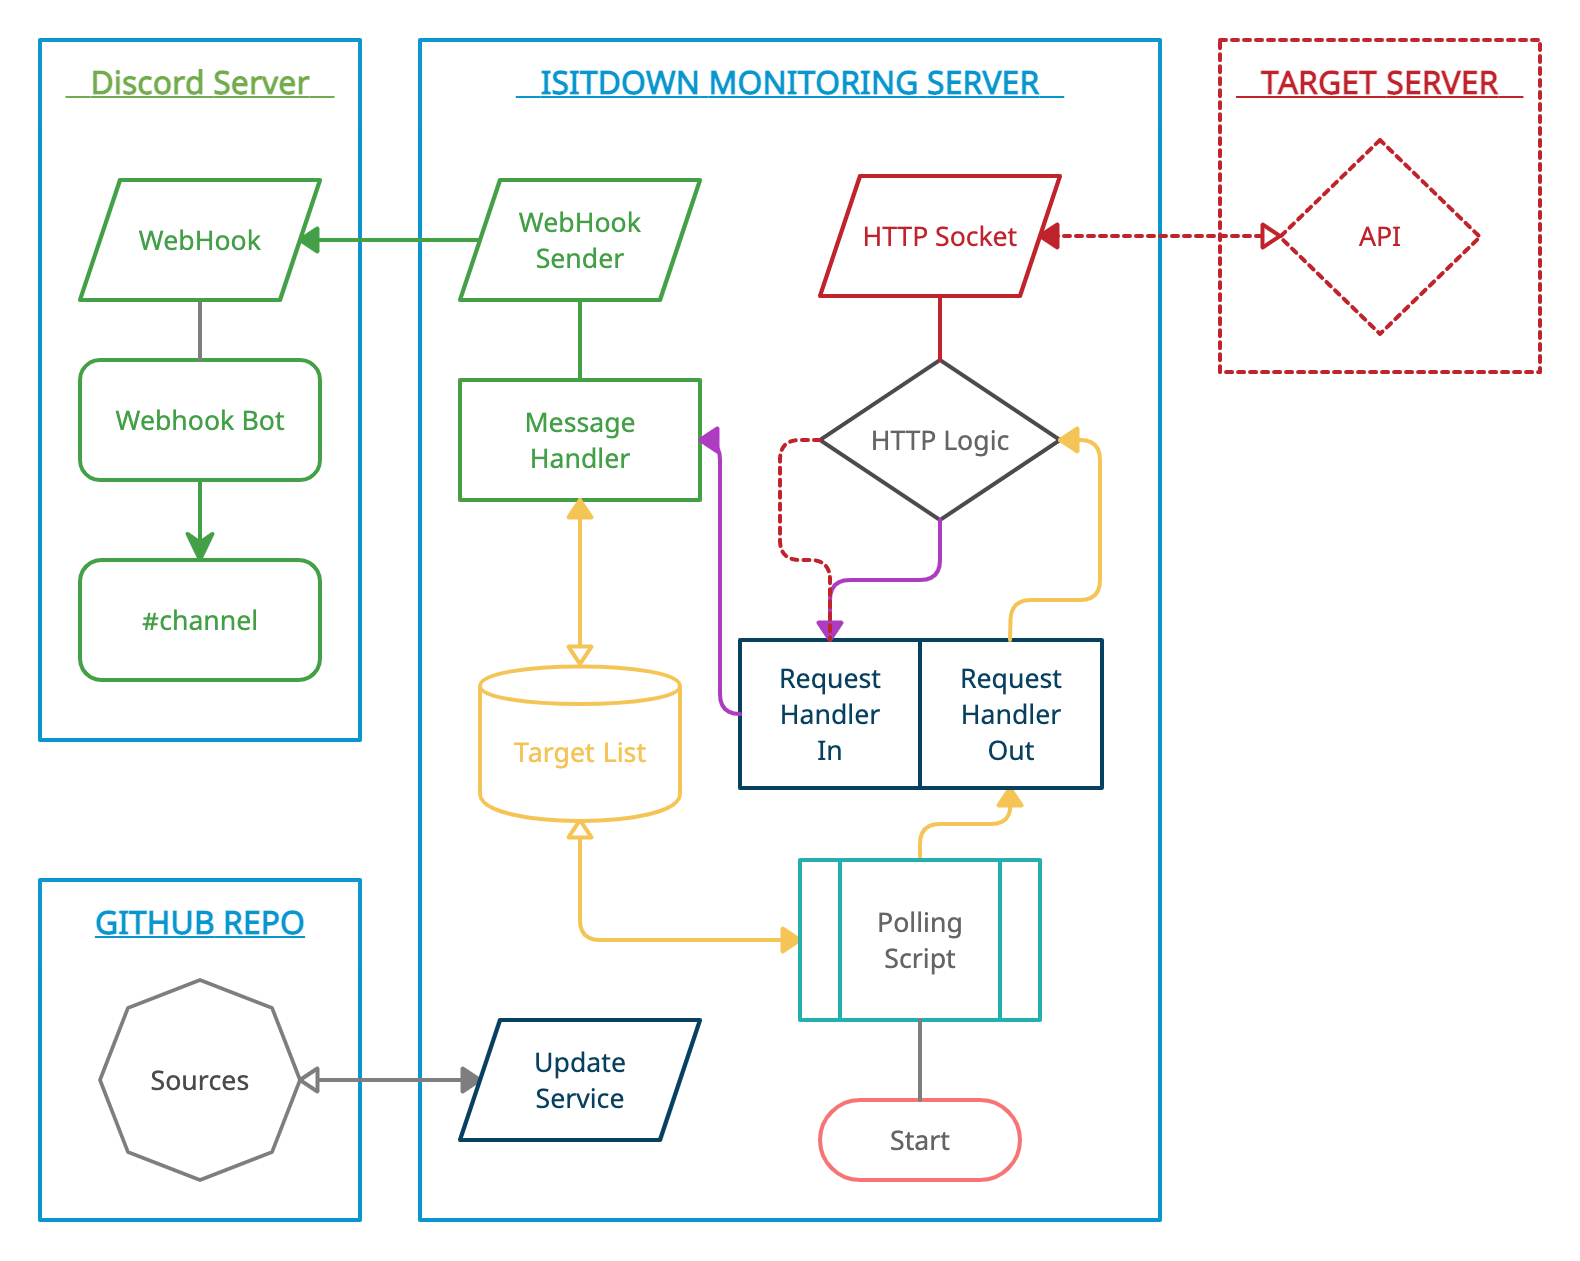 Discord Server
WebHook
Webhook Bot
#channel
GITHUB REPO
Sources
ISITDOWN MONITORING SERVER
WebHook
Sender
HTTP Socket
Message
Handler
HTTP Logic
Request
Handler
In
Request
Handler
Out
Target List
Polling
Script
Update
Service
Start
TARGET SERVER
API